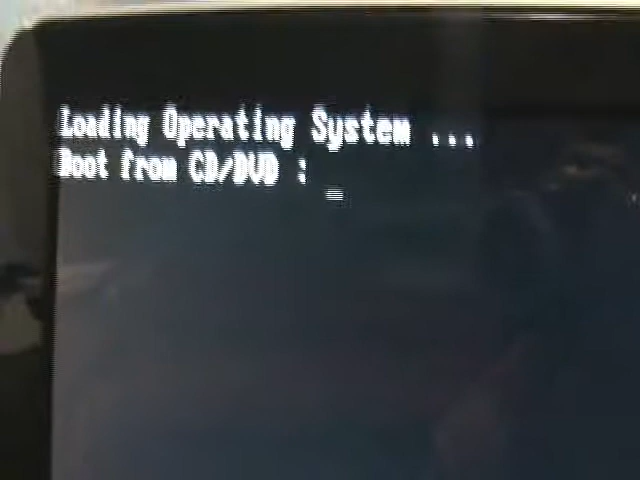 Loading Operating System ...
Boot from CD/DVD :